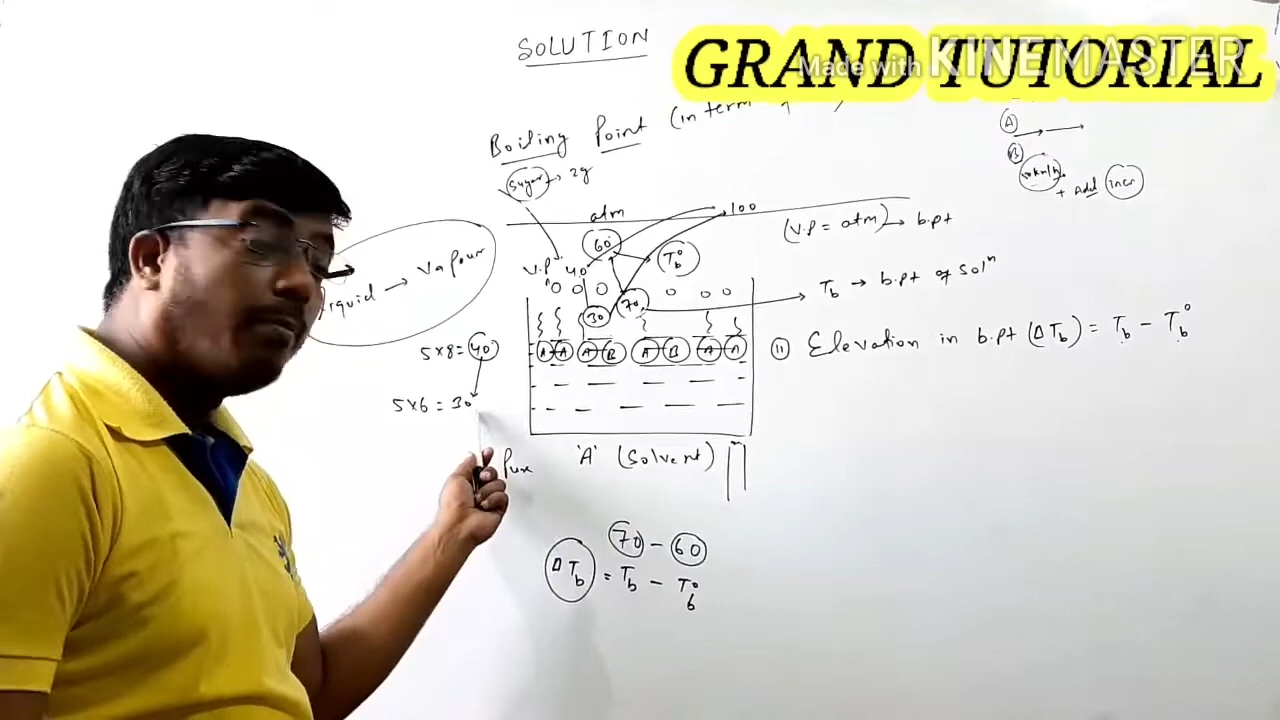 SOLUTION
GRAND TUTORIAL
Made with KINEMASTER
Boiling Point (in term
A
B
10 km/h
+ Add incr
Sugar → 2g
atm
100
(V.P = atm) → b.pt
60
T°b
V.P 40
Liquid → Vapour
30
70
Tb → b.pt of solⁿ
5×8 = 40
A A A B A B A A
(ii) Elevation in b.pt (ΔTb) = Tb − T°b
5×6 = 30
Pure 'A' (Solvent)
70 − 60
ΔTb = Tb − T°b